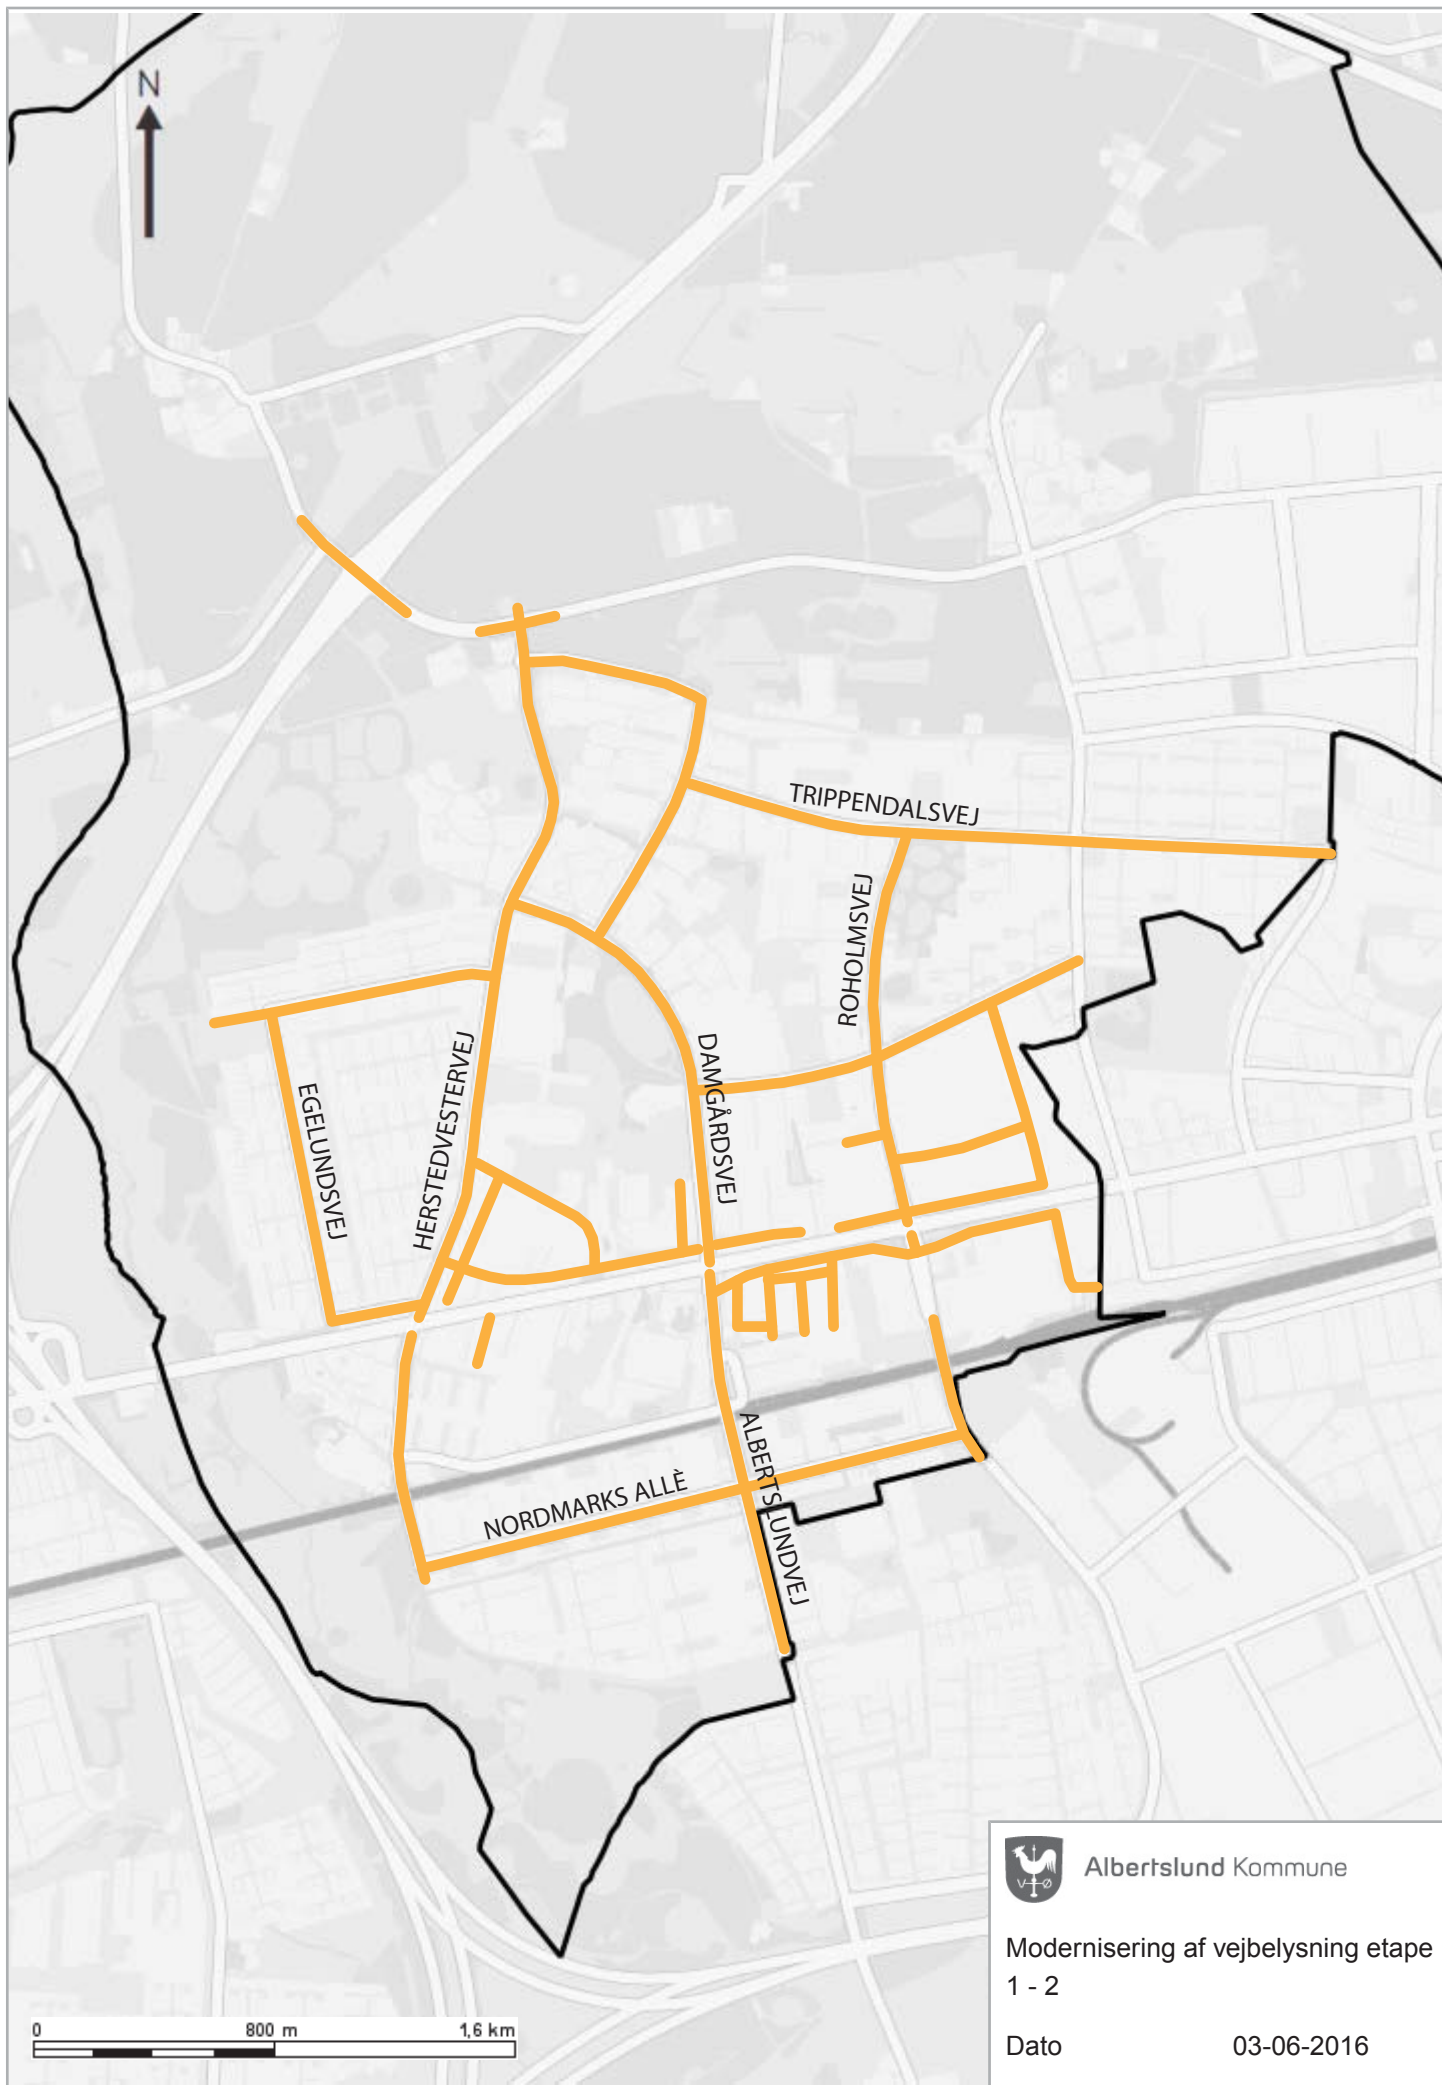 N
TRIPPENDALSVEJ
ROHOLMSVEJ
DAMGÅRDSVEJ
HERSTEDVESTERVEJ
EGELUNDSVEJ
ALBERTSLUNDVEJ
NORDMARKS ALLÈ
V Ø
Albertslund Kommune
Modernisering af vejbelysning etape
1 - 2
Dato 03-06-2016
0 800 m 1,6 km